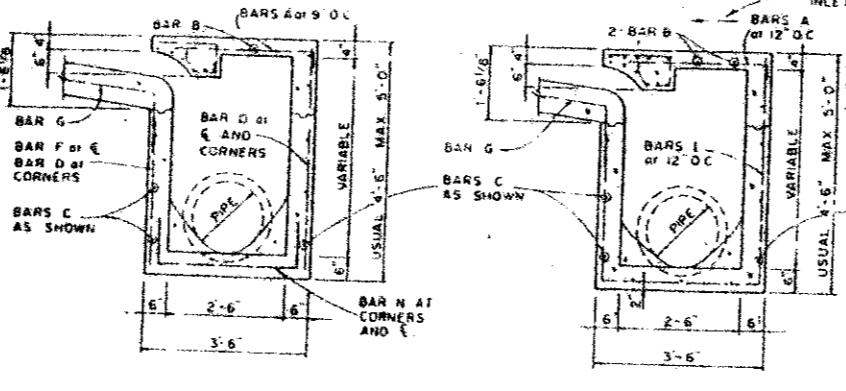 BAR B
BARS A at 9" O C
1'-6 1/8"
6" 4"
4"
BAR G
BAR F at ℄
BAR D at
CORNERS
BARS C
AS SHOWN
BAR D at
℄ AND
CORNERS
PIPE
VARIABLE
USUAL 4'-6" MAX 5'-0"
6"
BAR N AT
CORNERS
AND ℄
6" 2'-6" 6"
3'-6"
BARS A
at 12" O C
2-BAR B
1'-6 1/8"
6" 4"
4"
BAR G
BARS C
AS SHOWN
at 12" O C
PIPE
VARIABLE
USUAL 4'-6" MAX 5'-0"
6"
2"
6" 2'-6" 6"
3'-6"